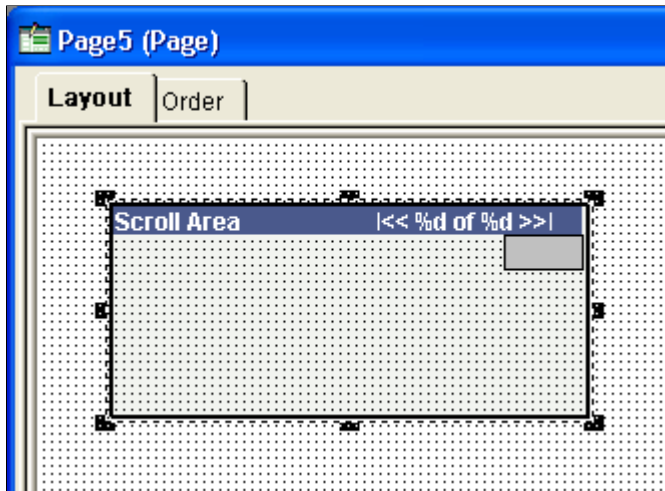 Page5 (Page)
Layout Order
Scroll Area |<< %d of %d >>|